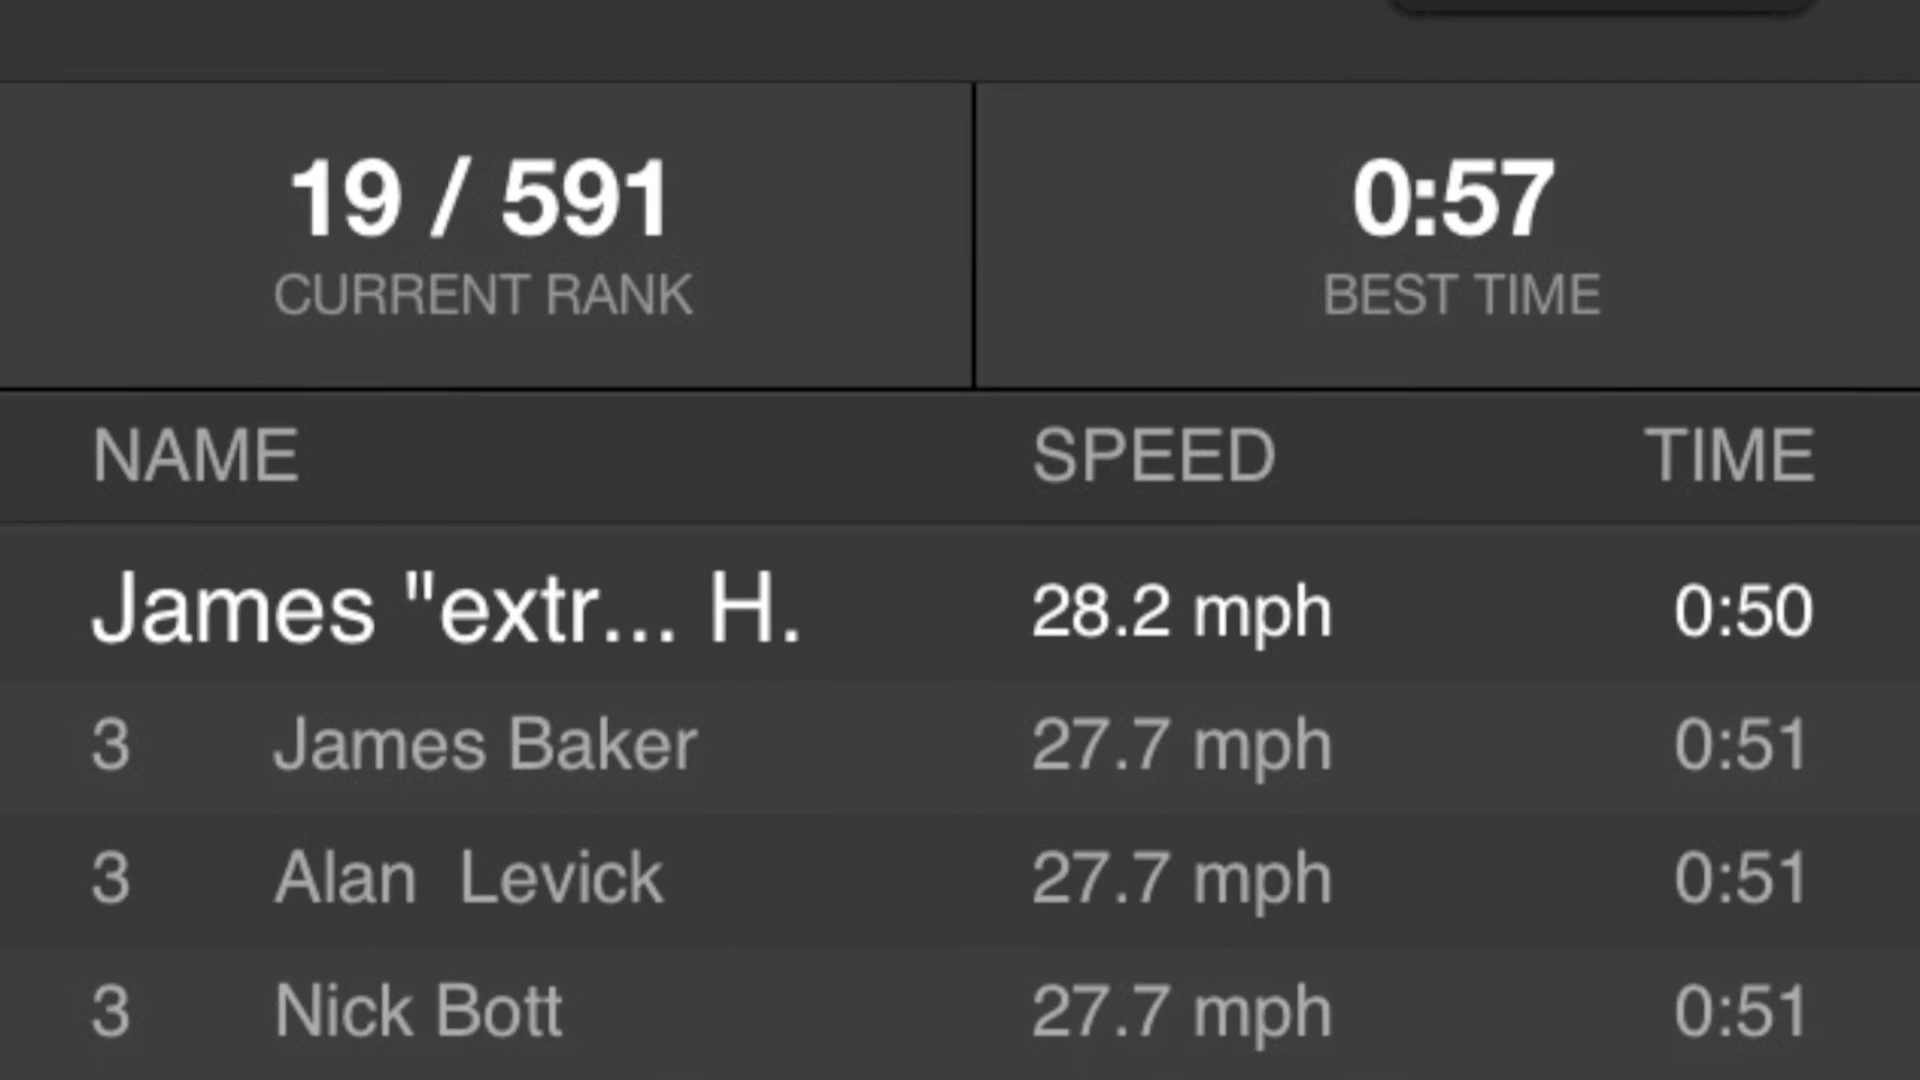 19 / 591
CURRENT RANK
0:57
BEST TIME
NAME SPEED TIME
James "extr... H. 28.2 mph 0:50
3 James Baker 27.7 mph 0:51
3 Alan Levick 27.7 mph 0:51
3 Nick Bott 27.7 mph 0:51